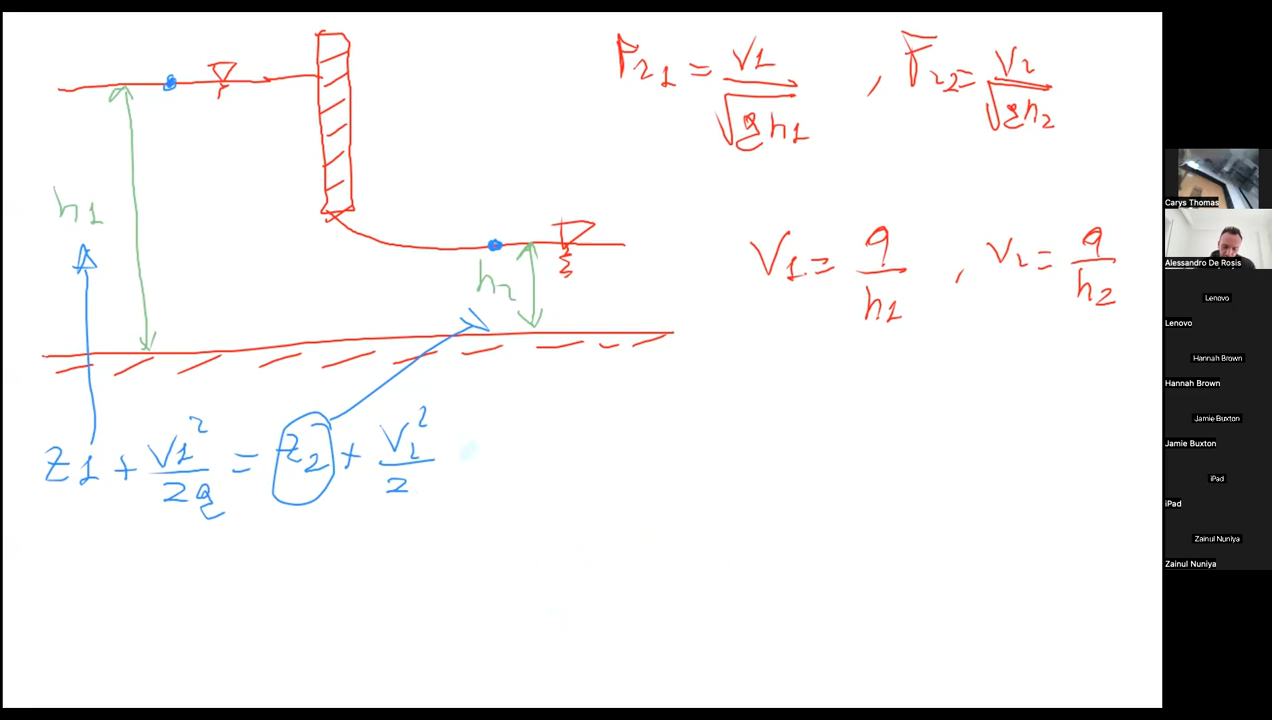 Fr1 = V1 / √gh1 , Fr2 = V2 / √gh2
h1
h2
V1 = q / h1 , V2 = q / h2
z1 + V1² / 2g = z2 + V2² / 2
Carys Thomas
Alessandro De Rosis
Lenovo
Lenovo
Hannah Brown
Hannah Brown
Jamie Buxton
Jamie Buxton
iPad
iPad
Zainul Nuniya
Zainul Nuniya